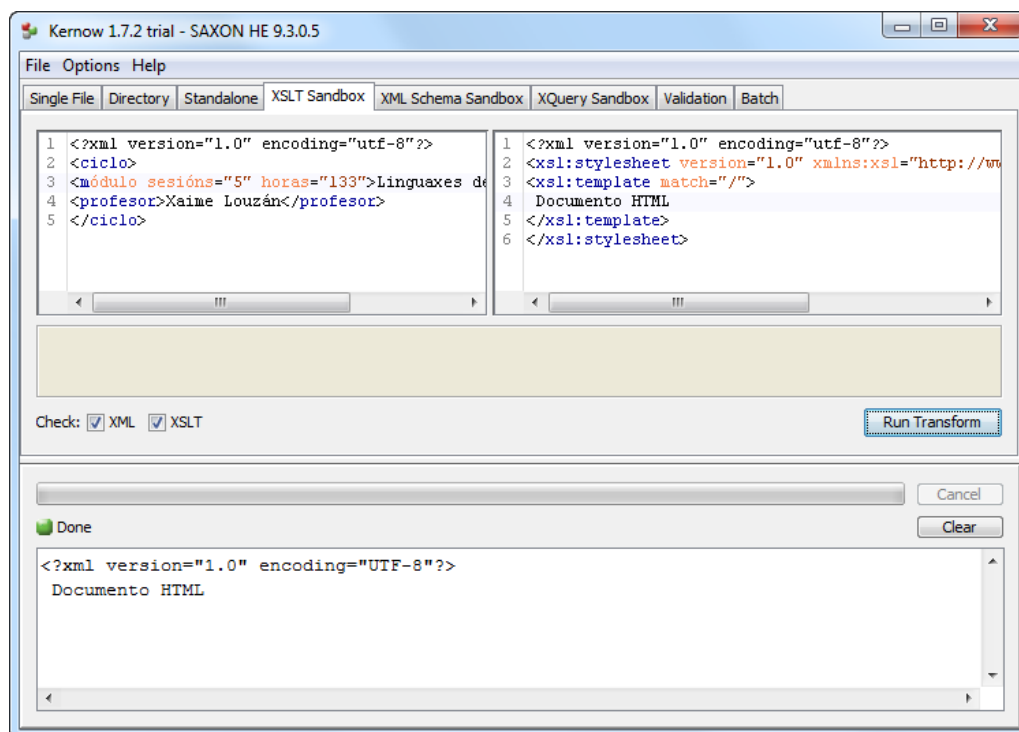 Kernow 1.7.2 trial - SAXON HE 9.3.0.5
File Options Help
Single File Directory Standalone XSLT Sandbox XML Schema Sandbox XQuery Sandbox Validation Batch
1 <?xml version="1.0" encoding="utf-8"?>
2 <ciclo>
3 <módulo sesións="5" horas="133">Linguaxes de
4 <profesor>Xaime Louzán</profesor>
5 </ciclo>
1 <?xml version="1.0" encoding="utf-8"?>
2 <xsl:stylesheet version="1.0" xmlns:xsl="http://ww
3 <xsl:template match="/">
4 Documento HTML
5 </xsl:template>
6 </xsl:stylesheet>
Check: XML XSLT
Run Transform
Cancel
Done
Clear
<?xml version="1.0" encoding="UTF-8"?>
Documento HTML